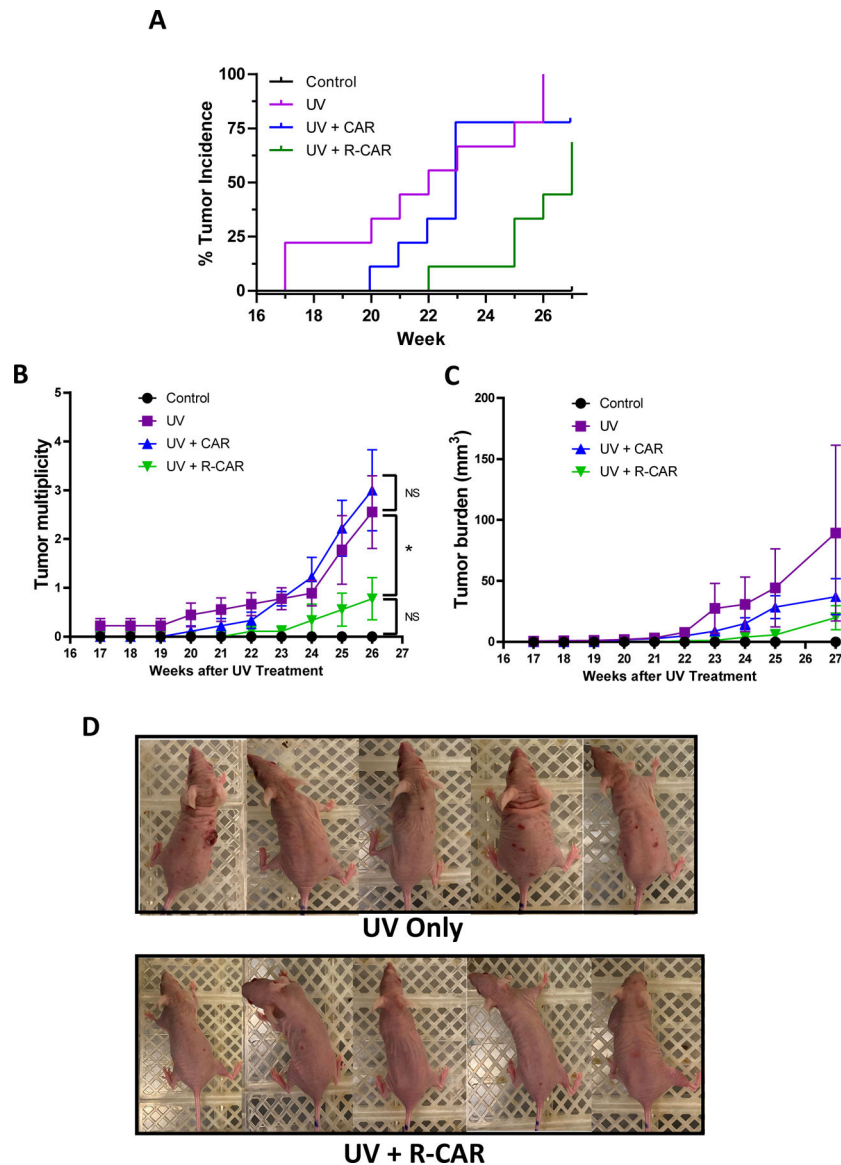 A
Control
UV
UV + CAR
UV + R-CAR
100
75
50
25
0
% Tumor Incidence
16 18 20 22 24 26
Week
B
Control
UV
UV + CAR
UV + R-CAR
5
4
3
2
1
0
Tumor multiplicity
NS
*
NS
16 17 18 19 20 21 22 23 24 25 26 27
Weeks after UV Treatment
C
Control
UV
UV + CAR
UV + R-CAR
200
150
100
50
0
Tumor burden (mm³)
16 17 18 19 20 21 22 23 24 25 26 27
Weeks after UV Treatment
D
UV Only
UV + R-CAR